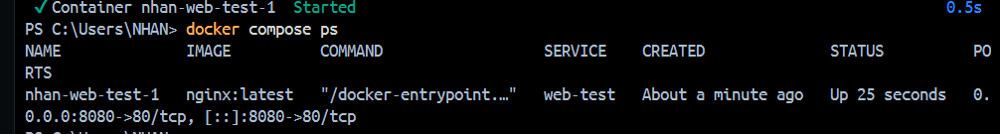 ✓Container nhan-web-test-1 Started 0.5s
PS C:\Users\NHAN> docker compose ps
NAME IMAGE COMMAND SERVICE CREATED STATUS PO
RTS
nhan-web-test-1 nginx:latest "/docker-entrypoint.…" web-test About a minute ago Up 25 seconds 0.
0.0.0:8080->80/tcp, [::]:8080->80/tcp